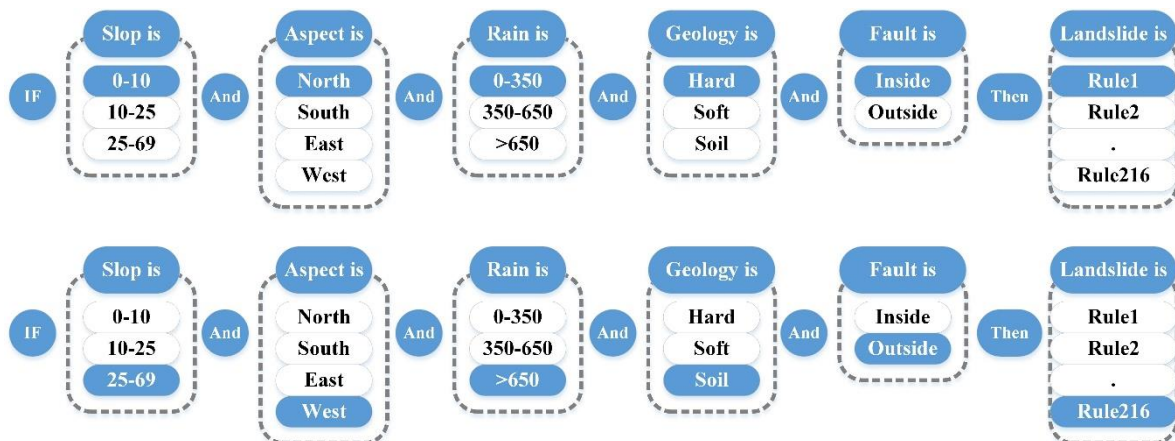 Slop is Aspect is Rain is Geology is Fault is Landslide is
0-10 North 0-350 Hard Inside Rule1
IF And And And And Then
10-25 South 350-650 Soft Outside Rule2
25-69 East >650 Soil .
West Rule216
Slop is Aspect is Rain is Geology is Fault is Landslide is
0-10 North 0-350 Hard Inside Rule1
IF And And And And Then
10-25 South 350-650 Soft Outside Rule2
25-69 East >650 Soil .
West Rule216